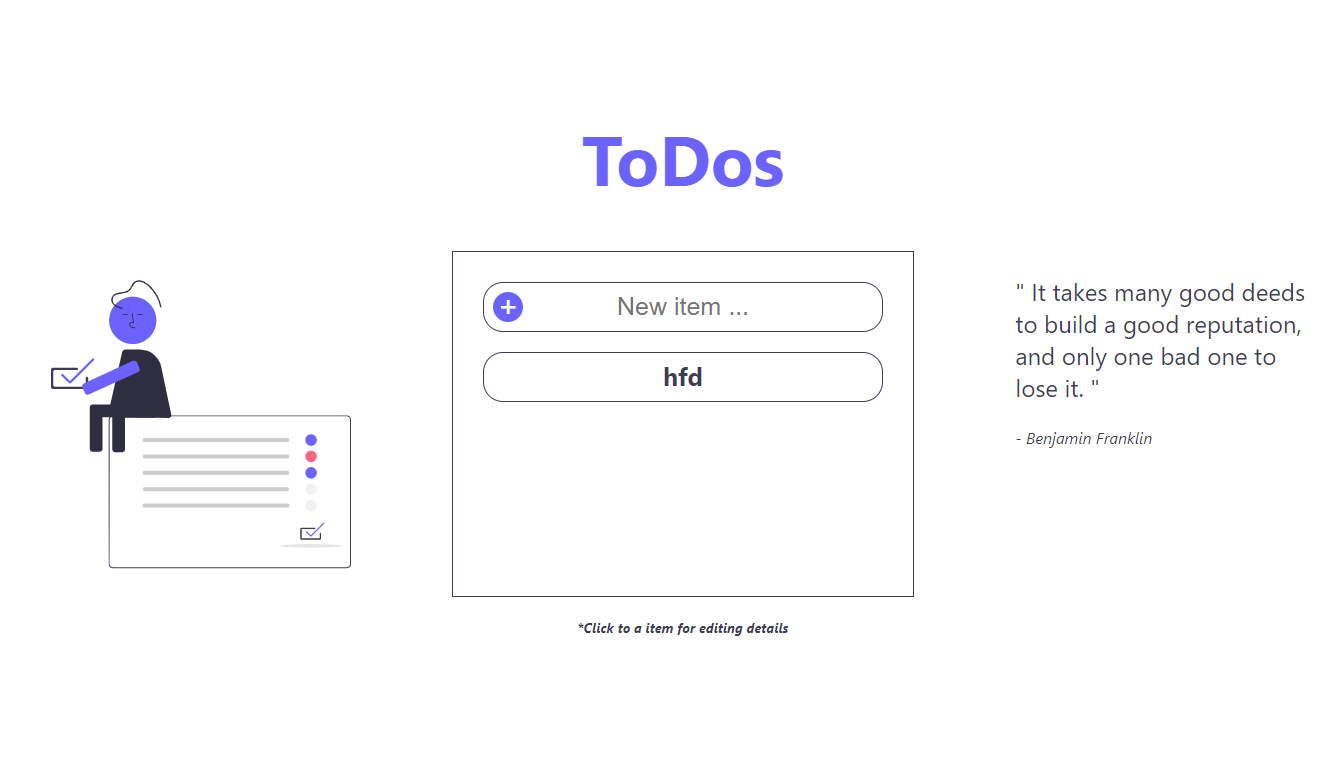 ToDos
New item ...
hfd
*Click to a item for editing details
" It takes many good deeds
to build a good reputation,
and only one bad one to
lose it. "
- Benjamin Franklin